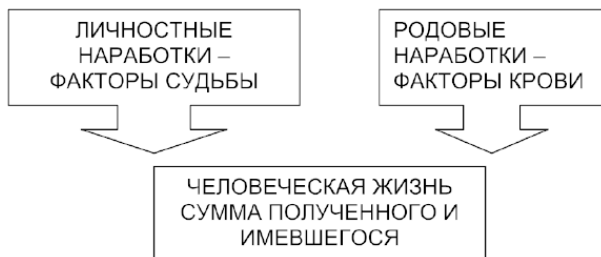 ЛИЧНОСТНЫЕ
НАРАБОТКИ –
ФАКТОРЫ СУДЬБЫ
РОДОВЫЕ
НАРАБОТКИ –
ФАКТОРЫ КРОВИ
ЧЕЛОВЕЧЕСКАЯ ЖИЗНЬ
СУММА ПОЛУЧЕННОГО И
ИМЕВШЕГОСЯ